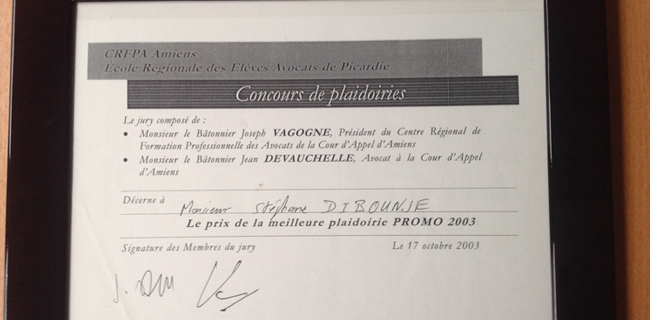 CRFPA Amiens
Ecole Régionale des Elèves Avocats de Picardie
Concours de plaidoiries
Le jury composé de :
• Monsieur le Bâtonnier Joseph VAGOGNE, Président du Centre Régional de
Formation Professionnelle des Avocats de la Cour d'Appel d'Amiens
• Monsieur le Bâtonnier Jean DEVAUCHELLE, Avocat à la Cour d'Appel
d'Amiens
Décerne à Monsieur Stéphane DIBOUNJE
Le prix de la meilleure plaidoirie PROMO 2003
Signature des Membres du jury Le 17 octobre 2003